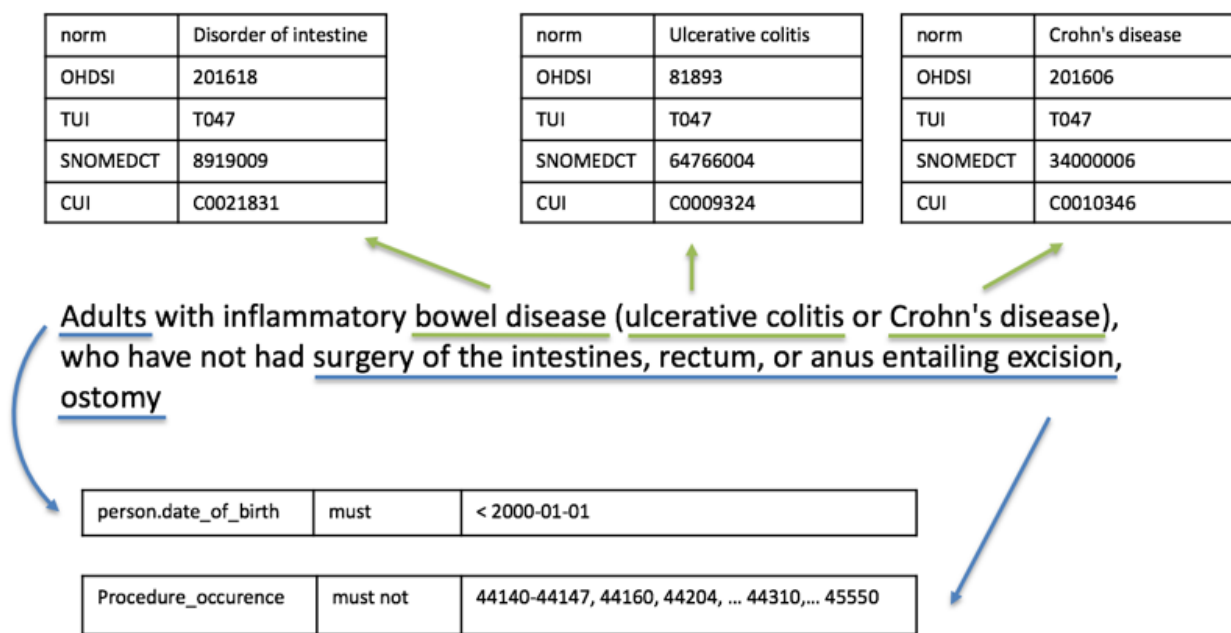 norm Disorder of intestine
OHDSI 201618
TUI T047
SNOMEDCT 8919009
CUI C0021831
norm Ulcerative colitis
OHDSI 81893
TUI T047
SNOMEDCT 64766004
CUI C0009324
norm Crohn's disease
OHDSI 201606
TUI T047
SNOMEDCT 34000006
CUI C0010346
Adults with inflammatory bowel disease (ulcerative colitis or Crohn's disease),
who have not had surgery of the intestines, rectum, or anus entailing excision,
ostomy
person.date_of_birth must < 2000-01-01
Procedure_occurence must not 44140-44147, 44160, 44204, ... 44310,... 45550